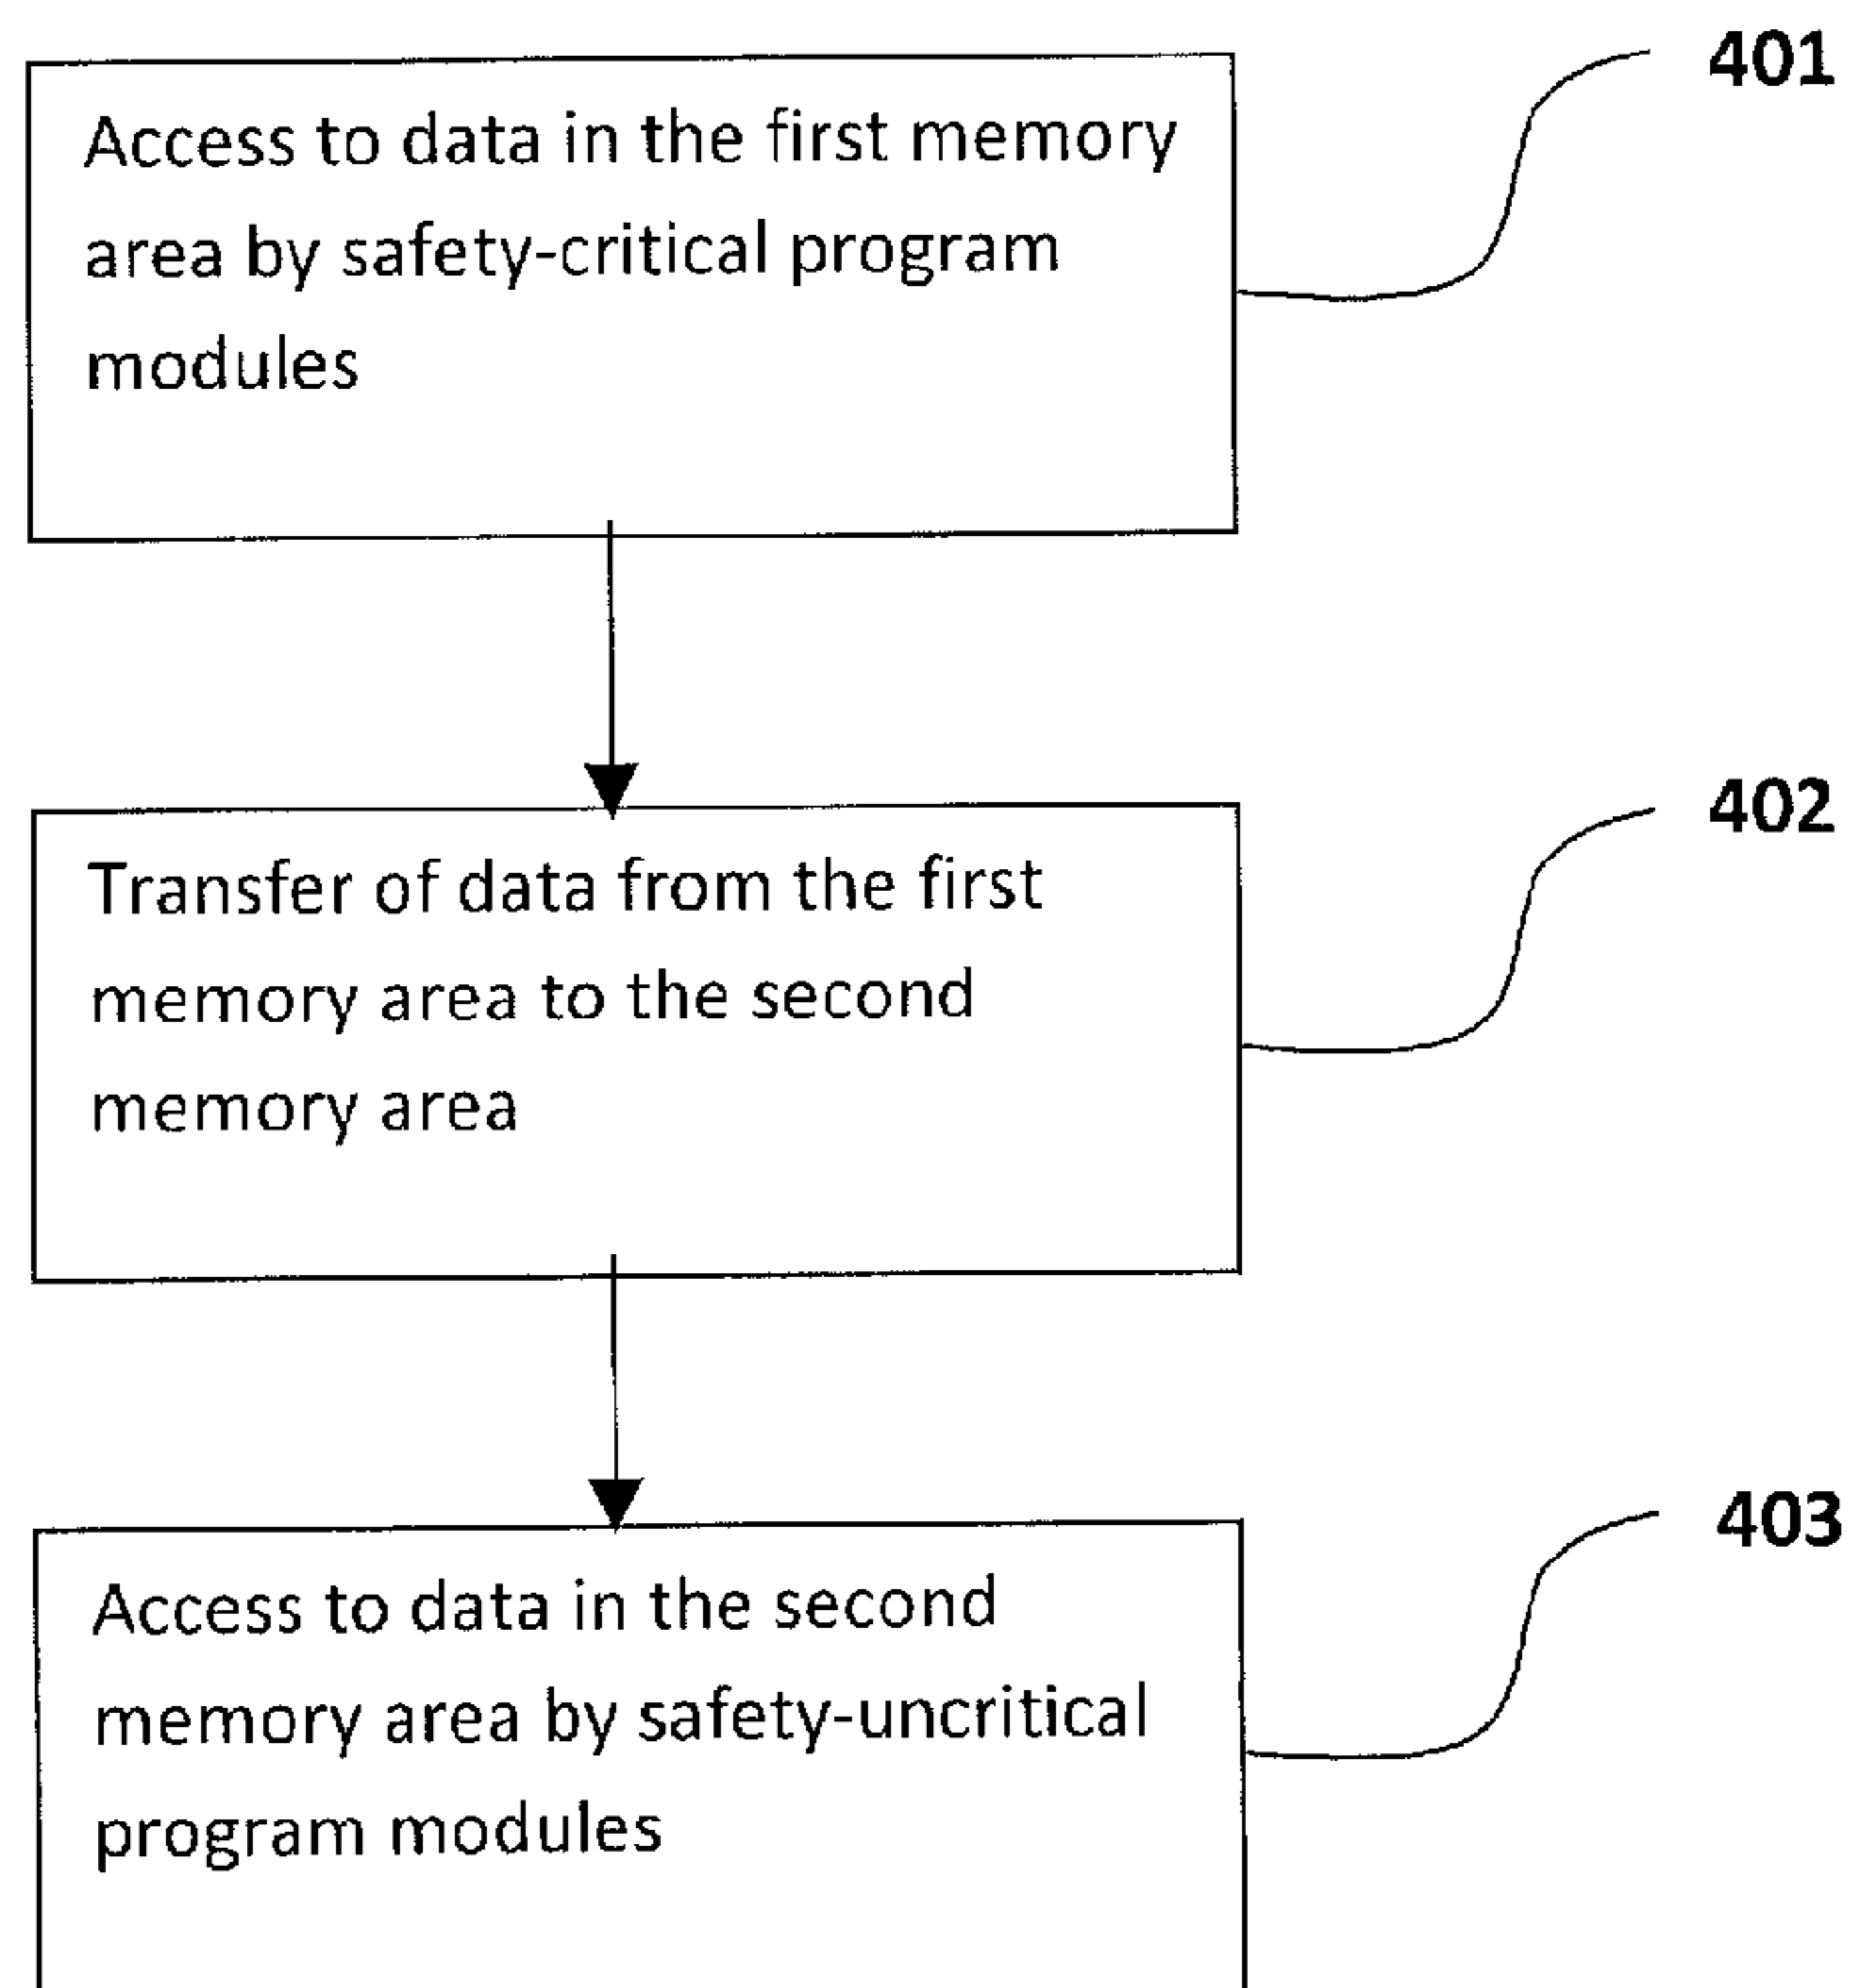 401
Access to data in the first memory
area by safety-critical program
modules
402
Transfer of data from the first
memory area to the second
memory area
403
Access to data in the second
memory area by safety-uncritical
program modules